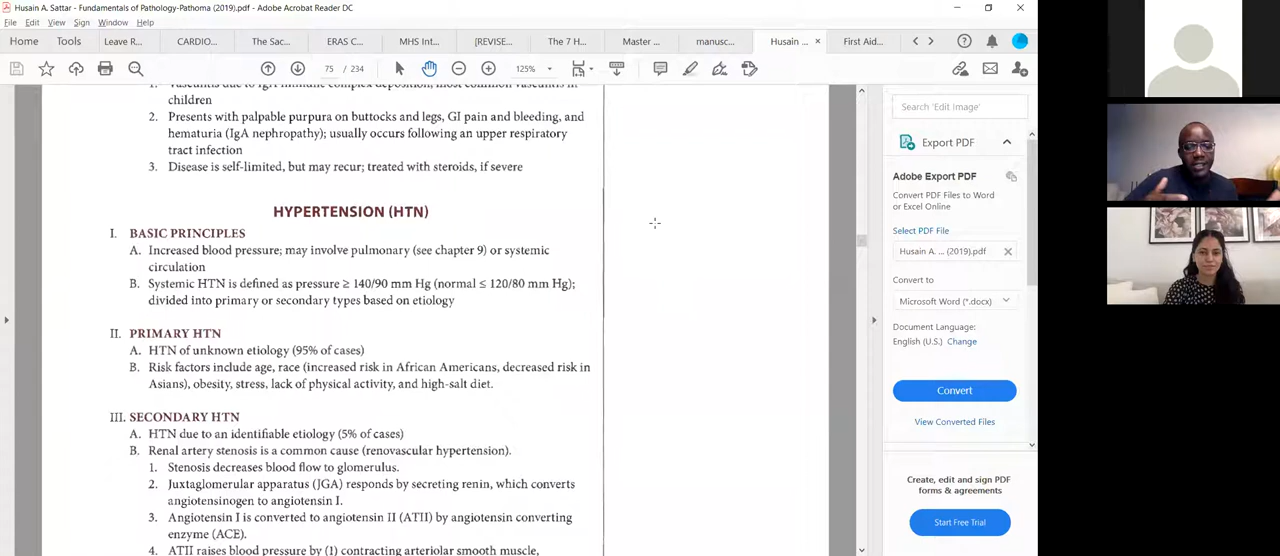 Husain A. Sattar - Fundamentals of Pathology-Pathoma (2019).pdf - Adobe Acrobat Reader DC
File Edit View Sign Window Help
Home Tools Leave R... CARDIO... The Sac... ERAS C... MHS Int... [REVISE... The 7 H... Master ... manusc... Husain ... × First Aid...
75 / 234 125%
children
2. Presents with palpable purpura on buttocks and legs, GI pain and bleeding, and
hematuria (IgA nephropathy); usually occurs following an upper respiratory
tract infection
3. Disease is self-limited, but may recur; treated with steroids, if severe
HYPERTENSION (HTN)
I. BASIC PRINCIPLES
A. Increased blood pressure; may involve pulmonary (see chapter 9) or systemic
circulation
B. Systemic HTN is defined as pressure ≥ 140/90 mm Hg (normal ≤ 120/80 mm Hg);
divided into primary or secondary types based on etiology
II. PRIMARY HTN
A. HTN of unknown etiology (95% of cases)
B. Risk factors include age, race (increased risk in African Americans, decreased risk in
Asians), obesity, stress, lack of physical activity, and high-salt diet.
III. SECONDARY HTN
A. HTN due to an identifiable etiology (5% of cases)
B. Renal artery stenosis is a common cause (renovascular hypertension).
1. Stenosis decreases blood flow to glomerulus.
2. Juxtaglomerular apparatus (JGA) responds by secreting renin, which converts
angiotensinogen to angiotensin I.
3. Angiotensin I is converted to angiotensin II (ATII) by angiotensin converting
enzyme (ACE).
4. ATII raises blood pressure by (1) contracting arteriolar smooth muscle,
Search 'Edit Image'
Export PDF
Adobe Export PDF
Convert PDF Files to Word
or Excel Online
Select PDF File
Husain A. ... (2019).pdf ×
Convert to
Microsoft Word (*.docx)
Document Language:
English (U.S.) Change
Convert
View Converted Files
Create, edit and sign PDF
forms & agreements
Start Free Trial